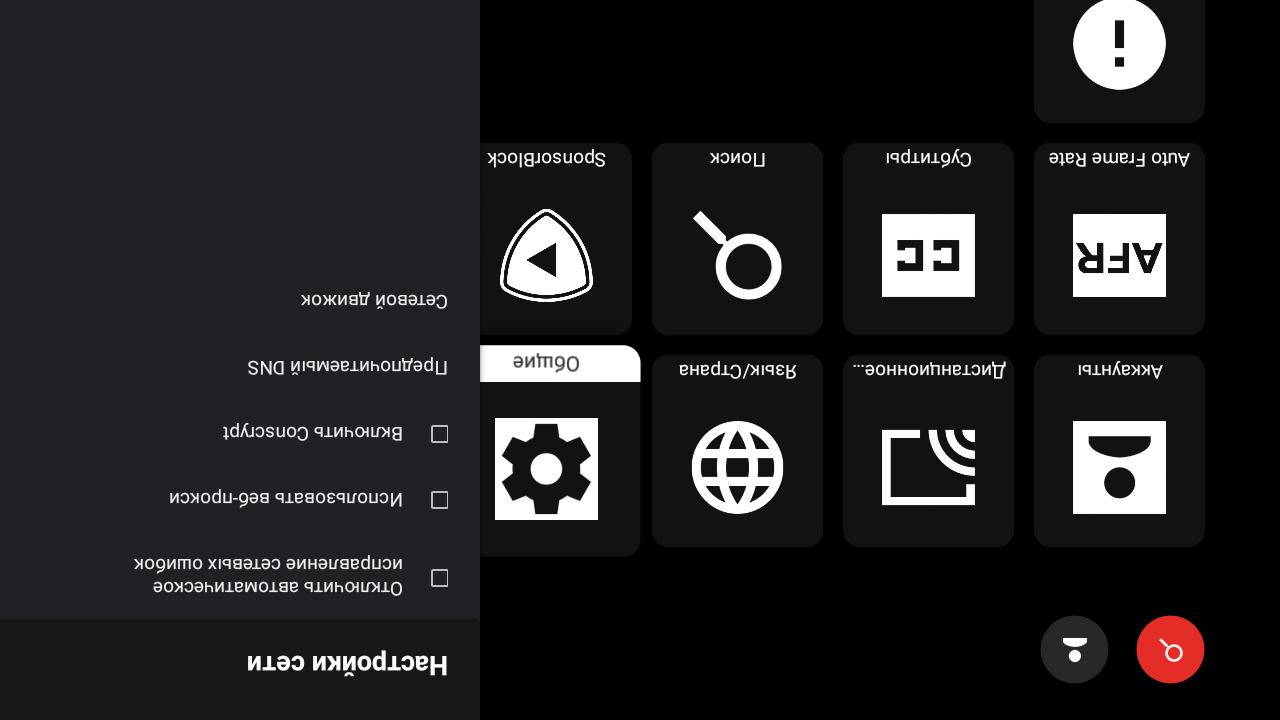 Аккаунты
Дистанционное...
Язык/Страна
Общие
AFR
Auto Frame Rate
CC
Субтитры
Поиск
SponsorBlock
!
Настройки сети
Отключить автоматическое
исправление сетевых ошибок
Использовать веб-прокси
Включить Conscrypt
Предпочитаемый DNS
Сетевой движок